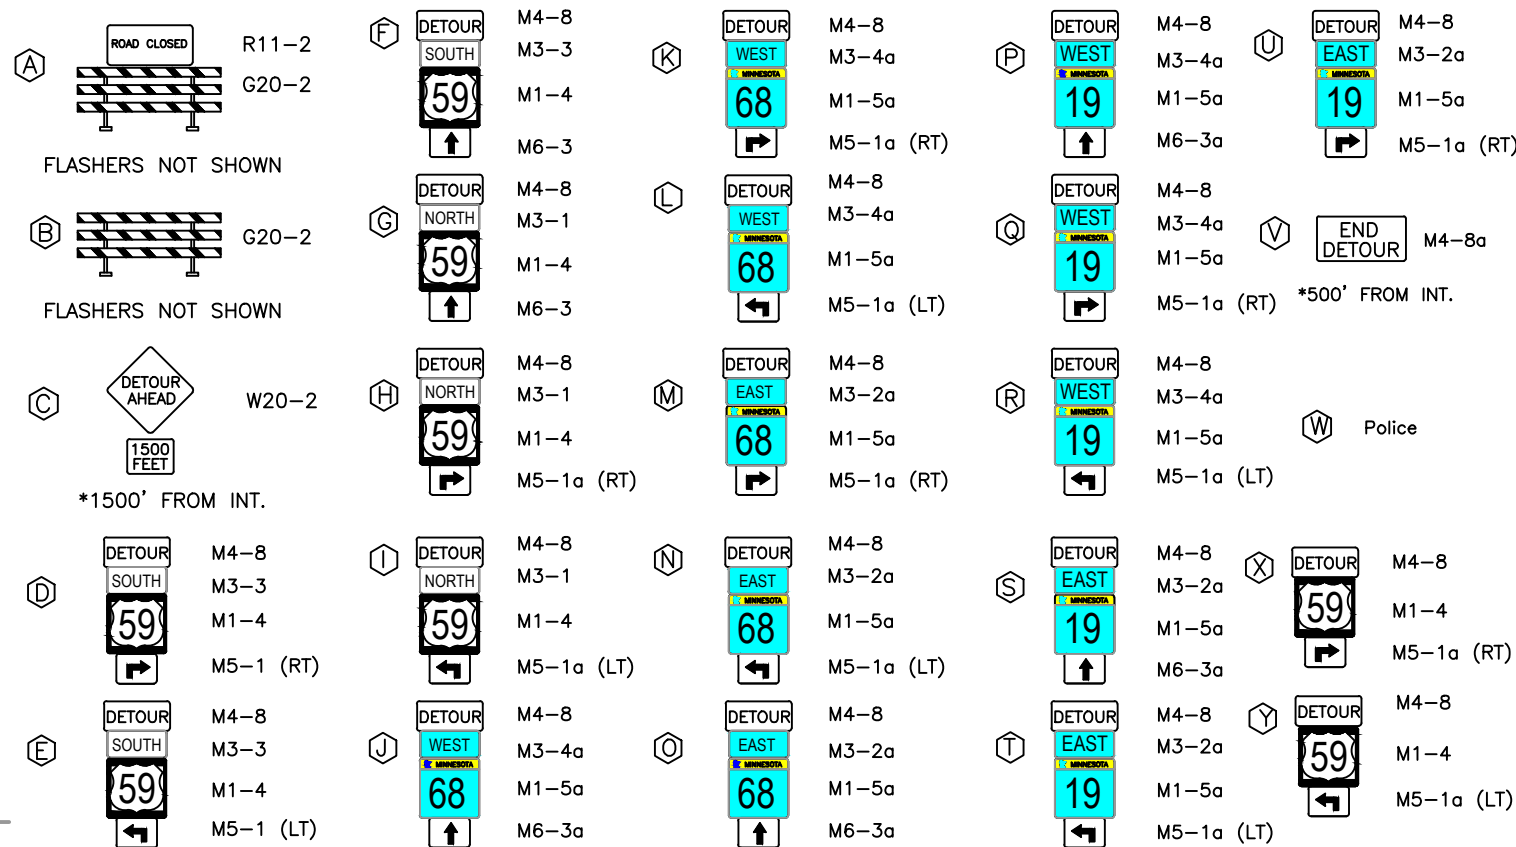 A
ROAD CLOSED
R11-2
G20-2
FLASHERS NOT SHOWN
B
G20-2
FLASHERS NOT SHOWN
C
DETOUR
AHEAD
W20-2
1500
FEET
*1500' FROM INT.
D
DETOUR M4-8
SOUTH M3-3
59 M1-4
M5-1 (RT)
E
DETOUR M4-8
SOUTH M3-3
59 M1-4
M5-1 (LT)
F
DETOUR M4-8
SOUTH M3-3
59 M1-4
M6-3
G
DETOUR M4-8
NORTH M3-1
59 M1-4
M6-3
H
DETOUR M4-8
NORTH M3-1
59 M1-4
M5-1a (RT)
I
DETOUR M4-8
NORTH M3-1
59 M1-4
M5-1a (LT)
J
DETOUR M4-8
WEST M3-4a
MINNESOTA
68 M1-5a
M6-3a
K
DETOUR M4-8
WEST M3-4a
MINNESOTA
68 M1-5a
M5-1a (RT)
L
DETOUR M4-8
WEST M3-4a
MINNESOTA
68 M1-5a
M5-1a (LT)
M
DETOUR M4-8
EAST M3-2a
MINNESOTA
68 M1-5a
M5-1a (RT)
N
DETOUR M4-8
EAST M3-2a
MINNESOTA
68 M1-5a
M5-1a (LT)
O
DETOUR M4-8
EAST M3-2a
MINNESOTA
68 M1-5a
M6-3a
P
DETOUR M4-8
WEST M3-4a
MINNESOTA
19 M1-5a
M6-3a
Q
DETOUR M4-8
WEST M3-4a
MINNESOTA
19 M1-5a
M5-1a (RT)
R
DETOUR M4-8
WEST M3-4a
MINNESOTA
19 M1-5a
M5-1a (LT)
S
DETOUR M4-8
EAST M3-2a
MINNESOTA
19 M1-5a
M6-3a
T
DETOUR M4-8
EAST M3-2a
MINNESOTA
19 M1-5a
M5-1a (LT)
U
DETOUR M4-8
EAST M3-2a
MINNESOTA
19 M1-5a
M5-1a (RT)
V
END
DETOUR
M4-8a
*500' FROM INT.
W Police
X
DETOUR M4-8
59 M1-4
M5-1a (RT)
Y
DETOUR M4-8
59 M1-4
M5-1a (LT)